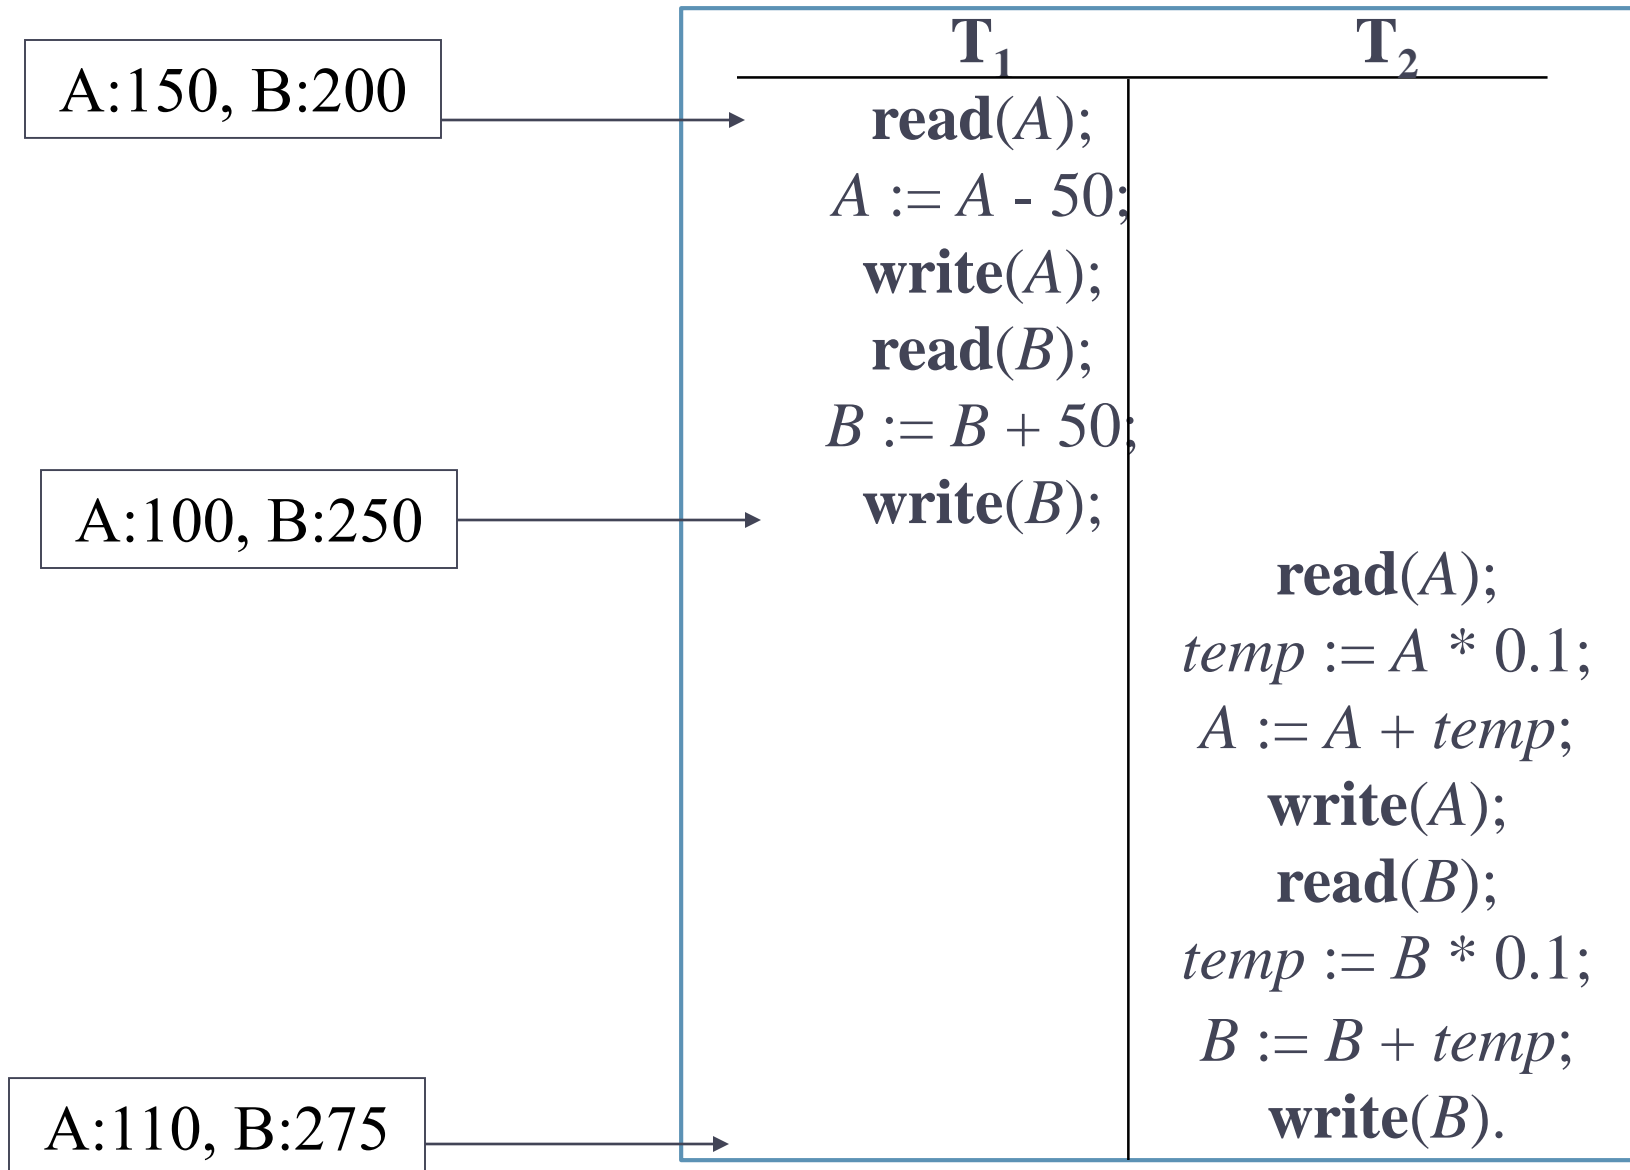 T₁ T₂
A:150, B:200
read(A);
A := A - 50;
write(A);
read(B);
B := B + 50;
A:100, B:250
write(B);
read(A);
temp := A * 0.1;
A := A + temp;
write(A);
read(B);
temp := B * 0.1;
B := B + temp;
A:110, B:275
write(B).